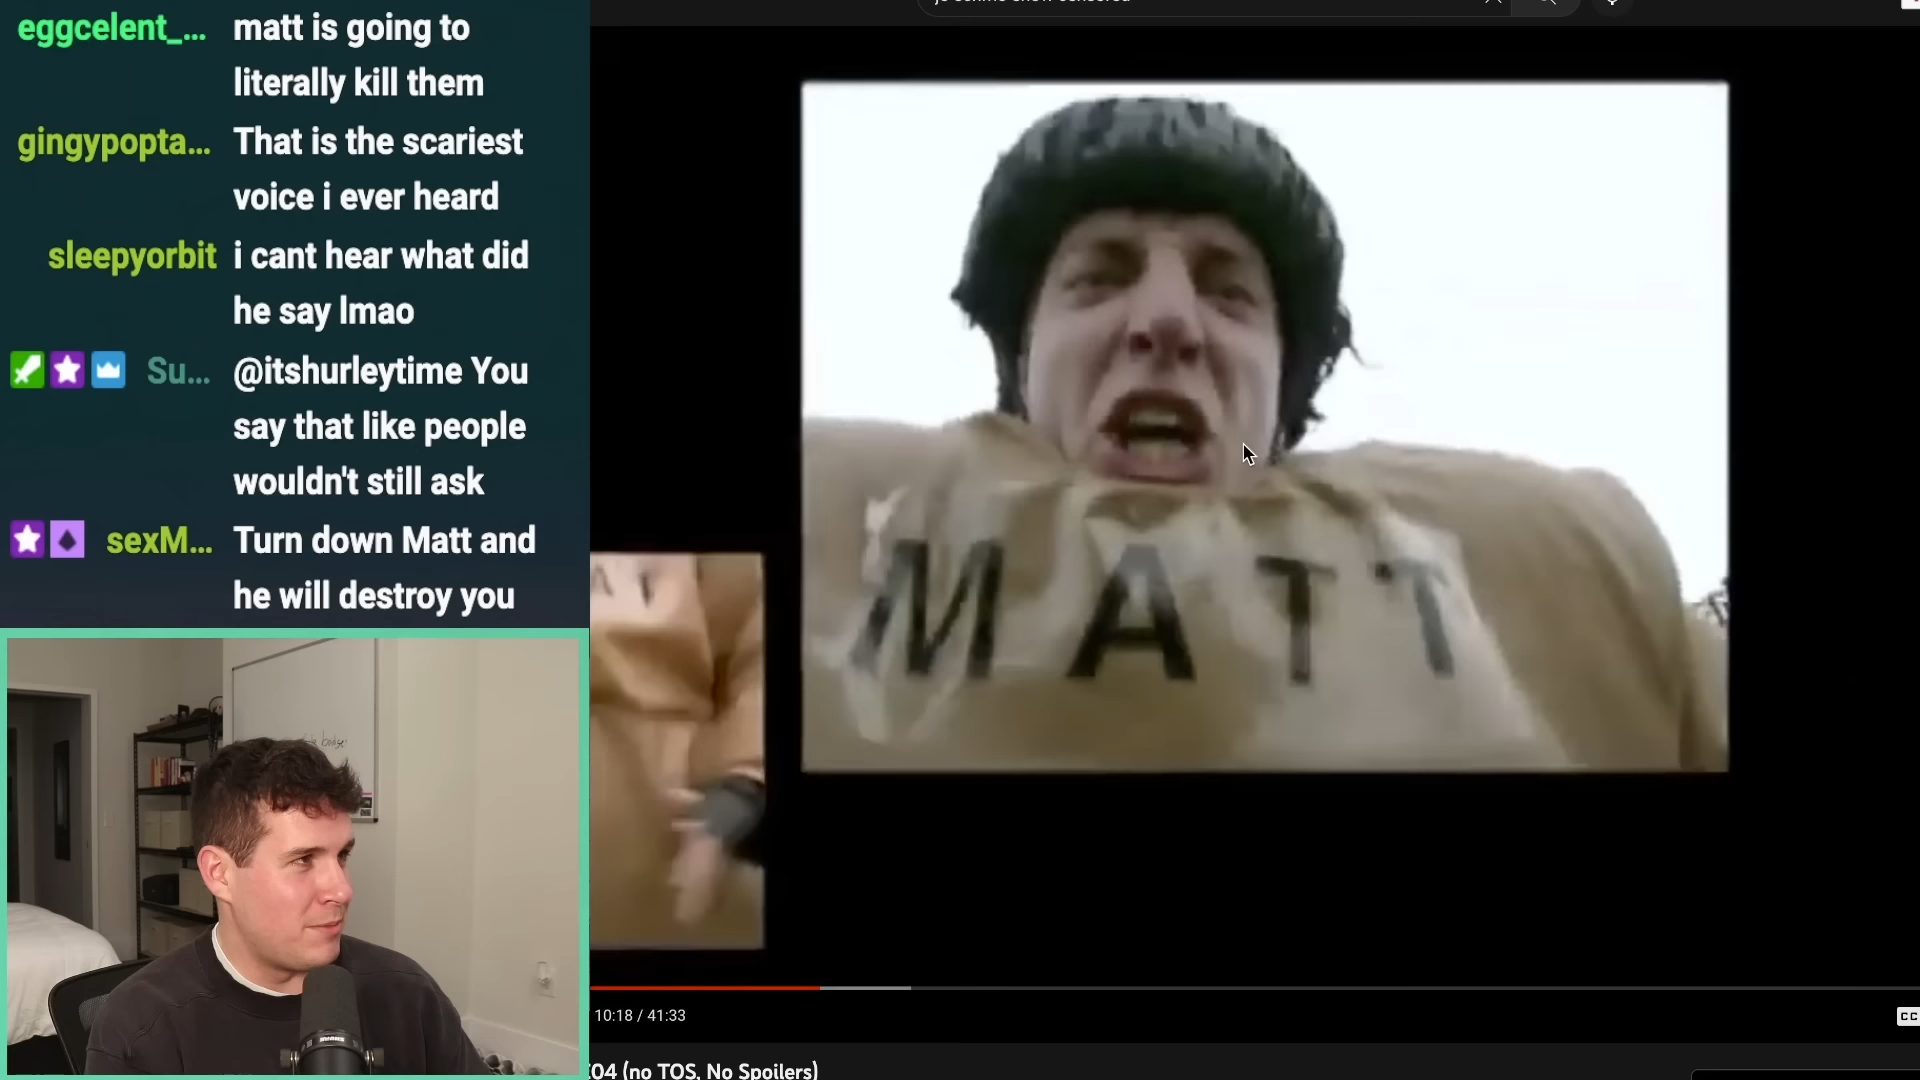 eggcelent_... matt is going to
literally kill them
gingypopta... That is the scariest
voice i ever heard
sleepyorbit i cant hear what did
he say lmao
Su... @itshurleytime You
say that like people
wouldn't still ask
sexM... Turn down Matt and
he will destroy you
MATT
10:18 / 41:33
CC
04 (no TOS, No Spoilers)